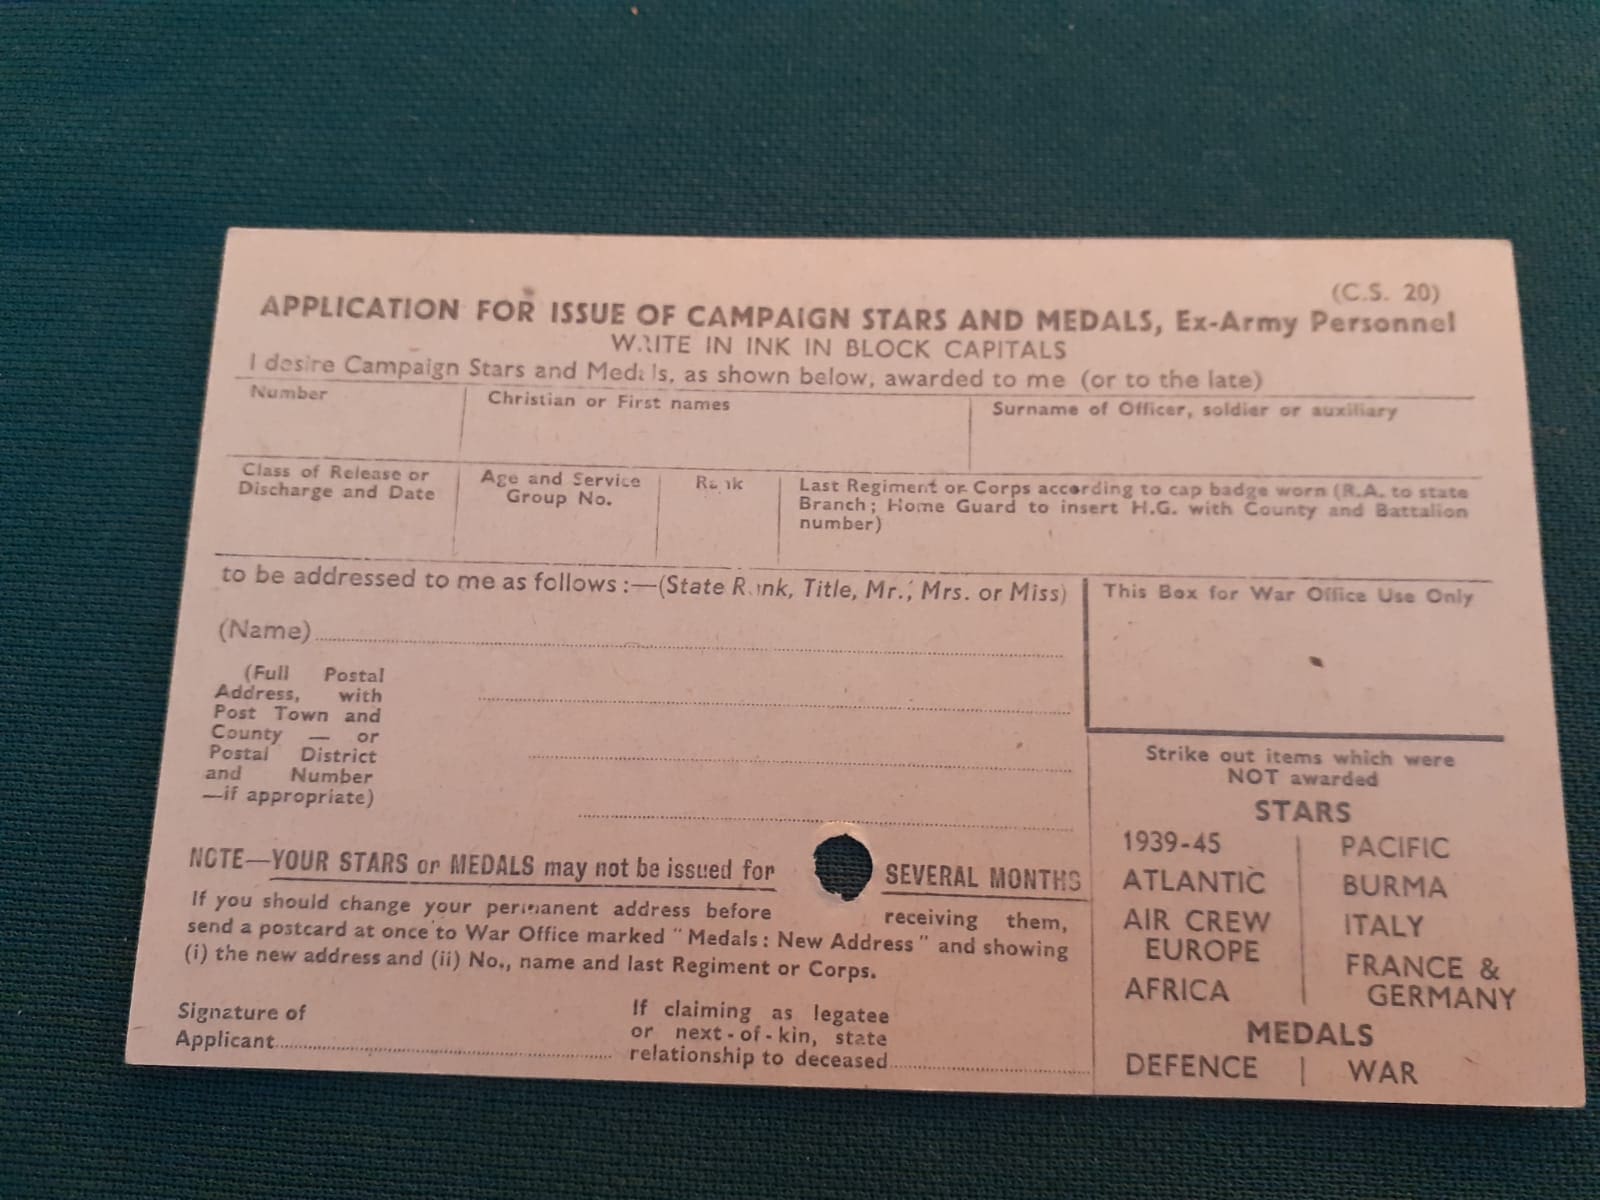 (C.S. 20)
APPLICATION FOR ISSUE OF CAMPAIGN STARS AND MEDALS, Ex-Army Personnel
WRITE IN INK IN BLOCK CAPITALS
I desire Campaign Stars and Medals, as shown below, awarded to me (or to the late)
Number
Christian or First names
Surname of Officer, soldier or auxiliary
Class of Release or
Discharge and Date
Age and Service
Group No.
Rank
Last Regiment or Corps according to cap badge worn (R.A. to state
Branch; Home Guard to insert H.G. with County and Battalion
number)
to be addressed to me as follows :—(State Rank, Title, Mr., Mrs. or Miss)
(Name)
(Full Postal
Address, with
Post Town and
County — or
Postal District
and Number
—if appropriate)
This Box for War Office Use Only
NOTE—YOUR STARS or MEDALS may not be issued for SEVERAL MONTHS
If you should change your permanent address before receiving them,
send a postcard at once to War Office marked "Medals: New Address" and showing
(i) the new address and (ii) No., name and last Regiment or Corps.
Signature of
Applicant
If claiming as legatee
or next-of-kin, state
relationship to deceased
Strike out items which were
NOT awarded
STARS
1939-45
ATLANTIC
AIR CREW
EUROPE
AFRICA
PACIFIC
BURMA
ITALY
FRANCE &
GERMANY
MEDALS
DEFENCE | WAR